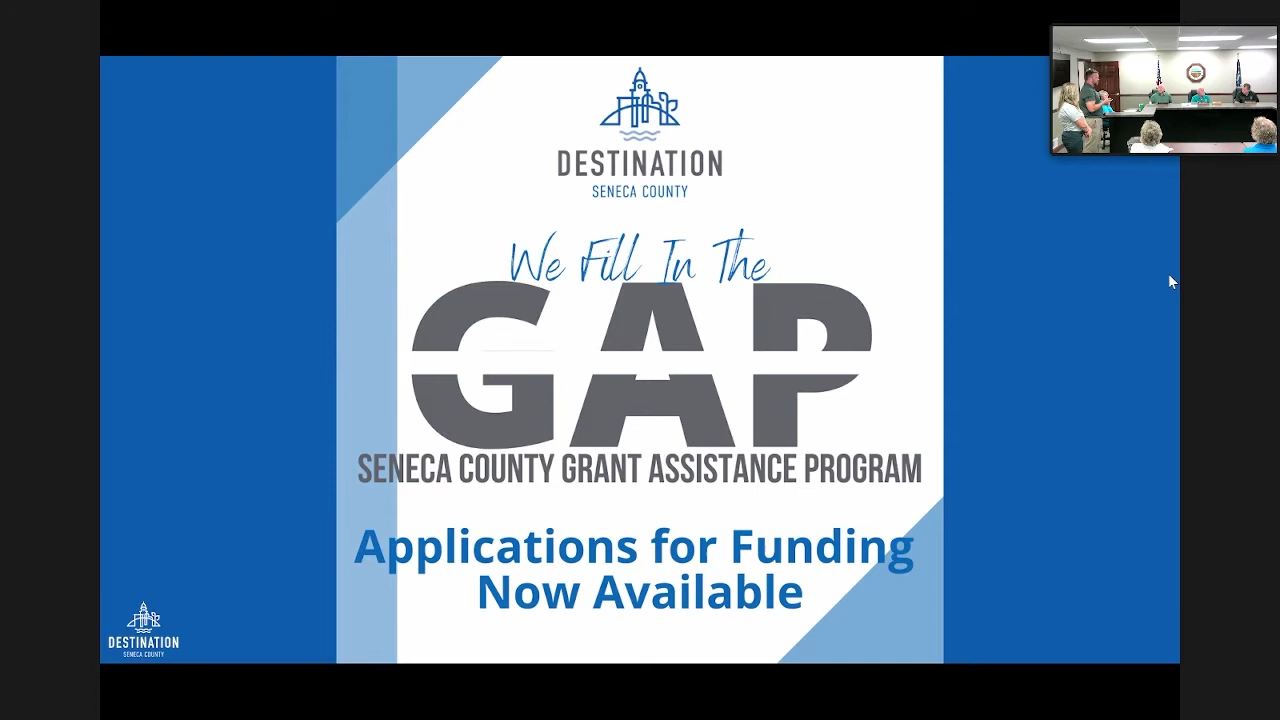 DESTINATION
SENECA COUNTY
We Fill In The
GAP
SENECA COUNTY GRANT ASSISTANCE PROGRAM
Applications for Funding
Now Available
DESTINATION
SENECA COUNTY